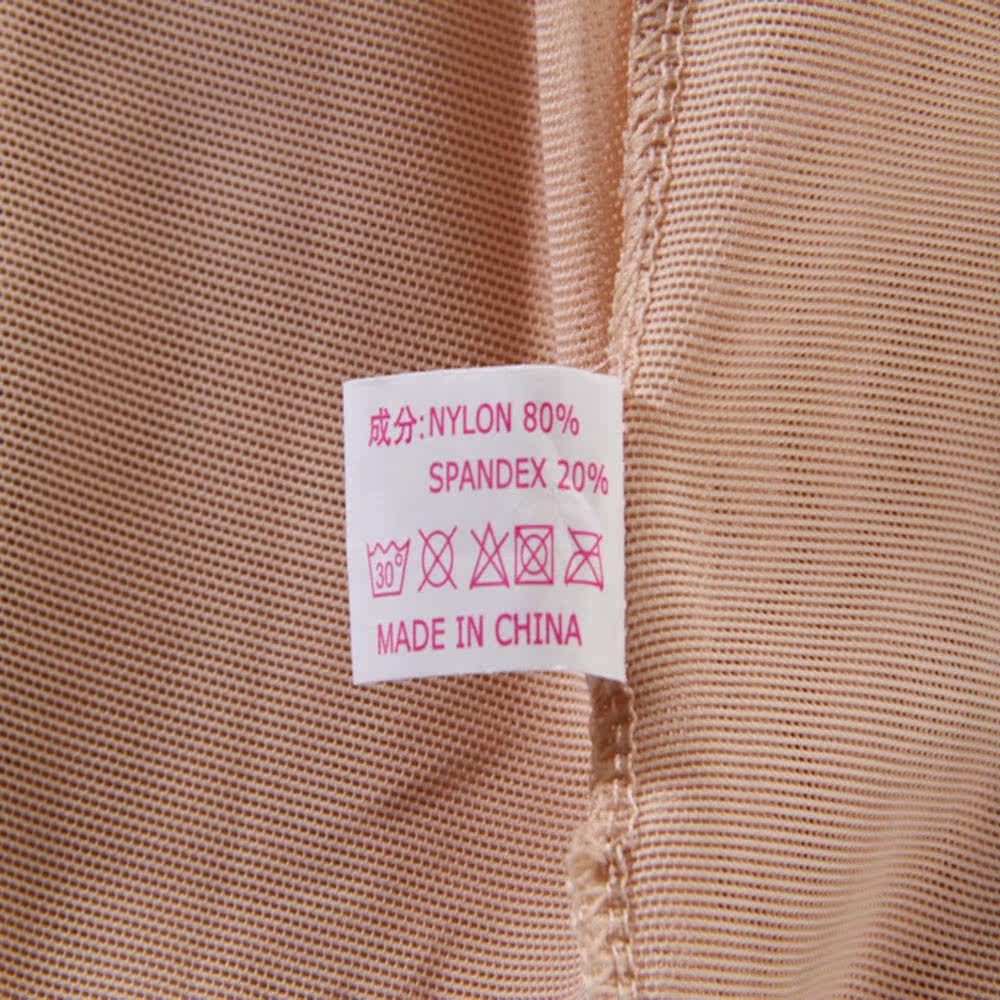 成分:NYLON 80%
SPANDEX 20%
30°
MADE IN CHINA